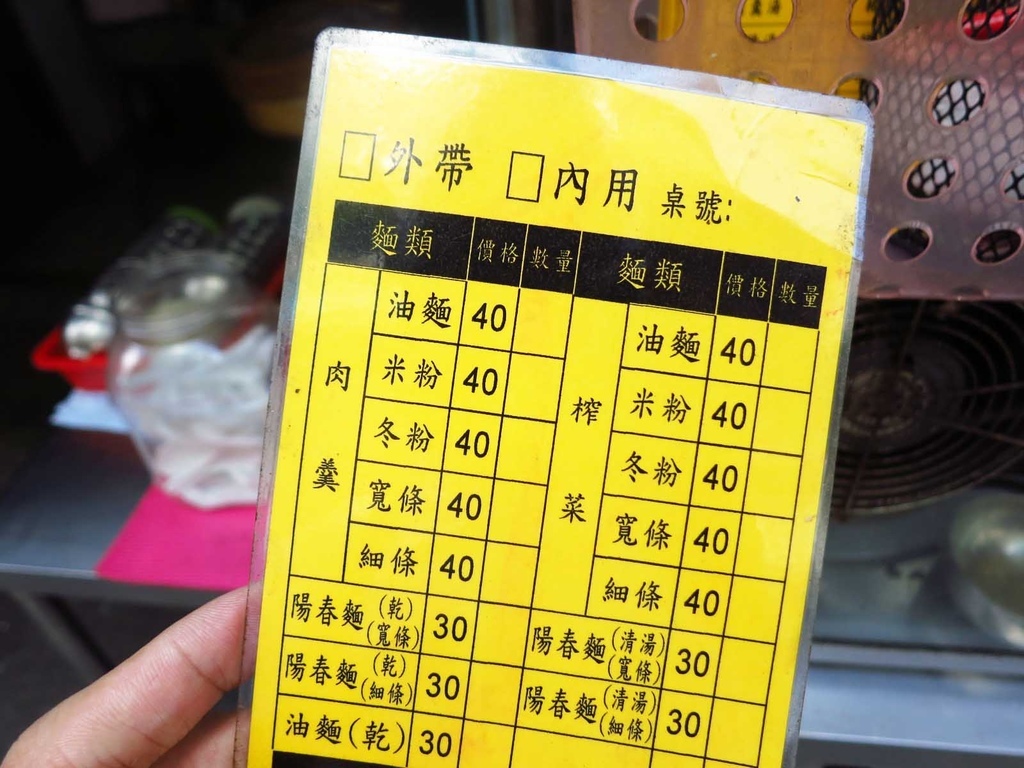 □外帶 □內用 桌號:
麵類 價格 數量 麵類 價格 數量
肉羹 油麵 40 榨菜 油麵 40
米粉 40 米粉 40
冬粉 40 冬粉 40
寬條 40 寬條 40
細條 40 細條 40
陽春麵(乾)(寬條) 30 陽春麵(清湯)(寬條) 30
陽春麵(乾)(細條) 30 陽春麵(清湯)(細條) 30
油麵(乾) 30